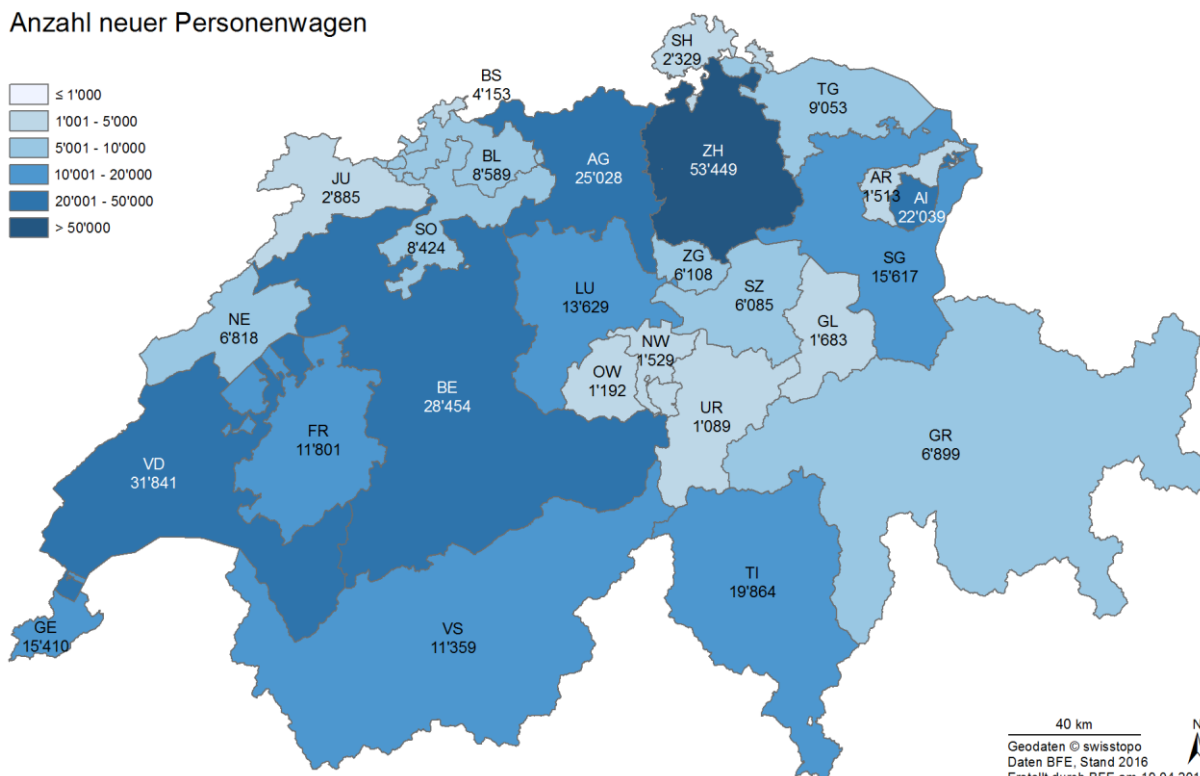 Anzahl neuer Personenwagen
≤ 1'000
1'001 - 5'000
5'001 - 10'000
10'001 - 20'000
20'001 - 50'000
> 50'000
SH
2'329
BS
4'153
TG
9'053
BL
8'589
AG
25'028
ZH
53'449
JU
2'885
AR
1'513
AI
22'039
SO
8'424
ZG
6'108
SG
15'617
LU
13'629
SZ
6'085
NE
6'818
GL
1'683
NW
1'529
OW
1'192
BE
28'454
UR
1'089
FR
11'801
GR
6'899
VD
31'841
TI
19'864
GE
15'410
VS
11'359
40 km
N
Geodaten © swisstopo
Daten BFE, Stand 2016
Erstellt durch BFE am